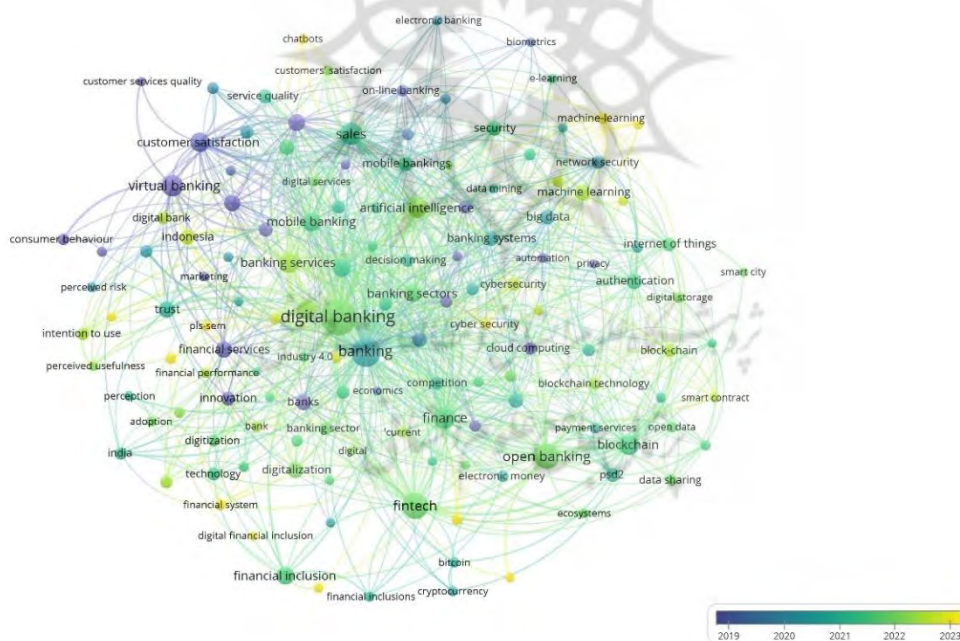 electronic banking
chatbots
biometrics
customers' satisfaction
e-learning
customer services quality
on-line banking
service quality
machine-learning
sales
security
customer satisfaction
mobile bankings
network security
virtual banking
digital services
data mining
machine learning
artificial intelligence
digital bank
mobile banking
big data
indonesia
banking systems
consumer behaviour
internet of things
banking services
decision making
automation
privacy
smart city
marketing
perceived risk
cybersecurity
authentication
banking sectors
digital storage
trust
digital banking
pls-sem
cyber security
intention to use
financial services
industry 4.0
banking
cloud computing
block-chain
perceived usefulness
financial performance
competition
blockchain technology
economics
perception
innovation
banks
smart contract
finance
adoption
bank
banking sector
'current
payment services
open data
digitization
blockchain
india
digital
open banking
technology
digitalization
electronic money
psd2
data sharing
financial system
fintech
ecosystems
digital financial inclusion
bitcoin
financial inclusion
cryptocurrency
financial inclusions
2019 2020 2021 2022 2023